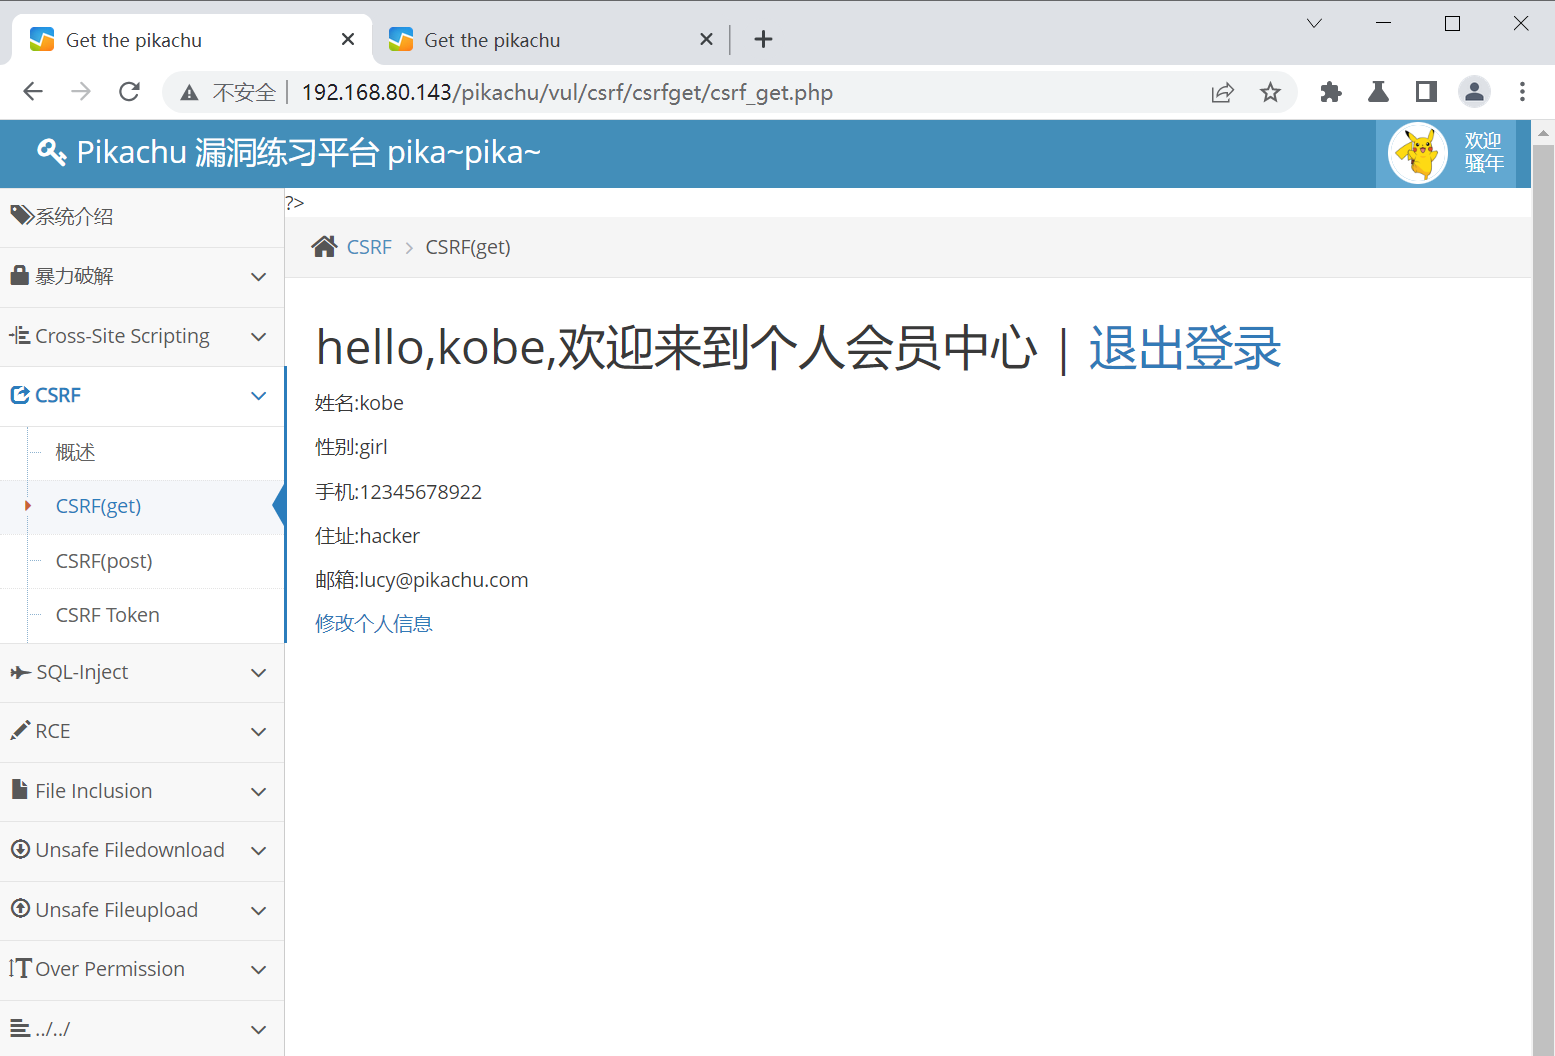 Get the pikachu
Get the pikachu
不安全 192.168.80.143/pikachu/vul/csrf/csrfget/csrf_get.php
Pikachu 漏洞练习平台 pika~pika~
欢迎
骚年
系统介绍
?>
CSRF > CSRF(get)
暴力破解
Cross-Site Scripting
CSRF
概述
CSRF(get)
CSRF(post)
CSRF Token
SQL-Inject
RCE
File Inclusion
Unsafe Filedownload
Unsafe Fileupload
Over Permission
../../
hello,kobe,欢迎来到个人会员中心 | 退出登录
姓名:kobe
性别:girl
手机:12345678922
住址:hacker
邮箱:lucy@pikachu.com
修改个人信息